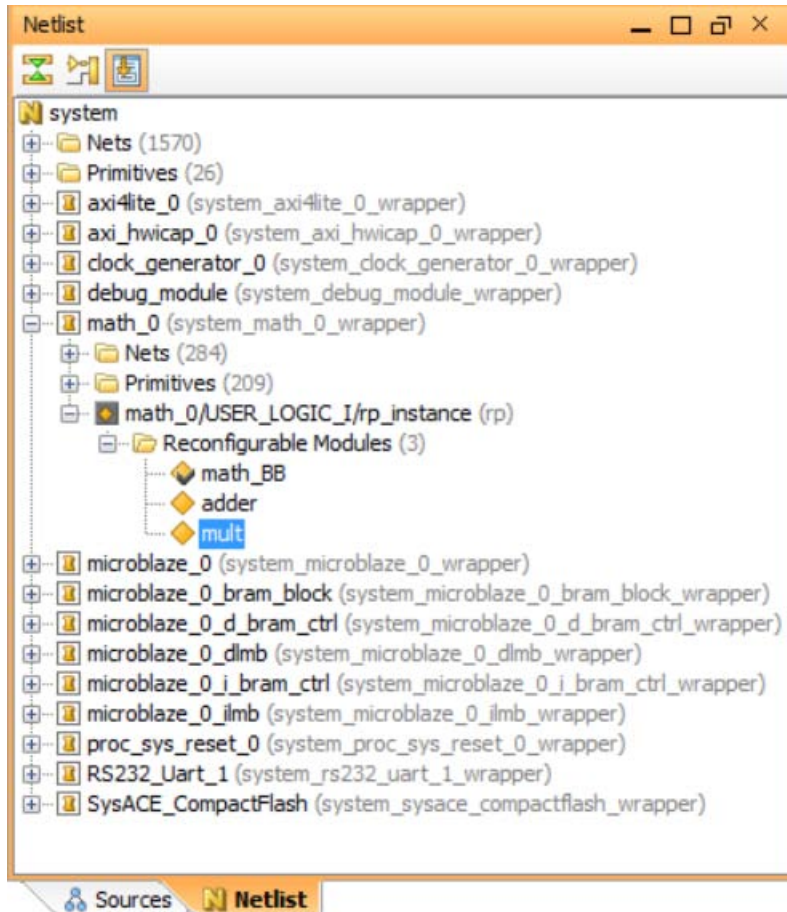 Netlist
system
Nets (1570)
Primitives (26)
axi4lite_0 (system_axi4lite_0_wrapper)
axi_hwicap_0 (system_axi_hwicap_0_wrapper)
clock_generator_0 (system_clock_generator_0_wrapper)
debug_module (system_debug_module_wrapper)
math_0 (system_math_0_wrapper)
Nets (284)
Primitives (209)
math_0/USER_LOGIC_I/rp_instance (rp)
Reconfigurable Modules (3)
math_BB
adder
mult
microblaze_0 (system_microblaze_0_wrapper)
microblaze_0_bram_block (system_microblaze_0_bram_block_wrapper)
microblaze_0_d_bram_ctrl (system_microblaze_0_d_bram_ctrl_wrapper)
microblaze_0_dlmb (system_microblaze_0_dlmb_wrapper)
microblaze_0_i_bram_ctrl (system_microblaze_0_i_bram_ctrl_wrapper)
microblaze_0_ilmb (system_microblaze_0_ilmb_wrapper)
proc_sys_reset_0 (system_proc_sys_reset_0_wrapper)
RS232_Uart_1 (system_rs232_uart_1_wrapper)
SysACE_CompactFlash (system_sysace_compactflash_wrapper)
Sources Netlist